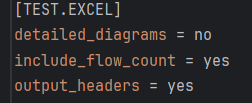 [TEST.EXCEL]
detailed_diagrams = no
include_flow_count = yes
output_headers = yes